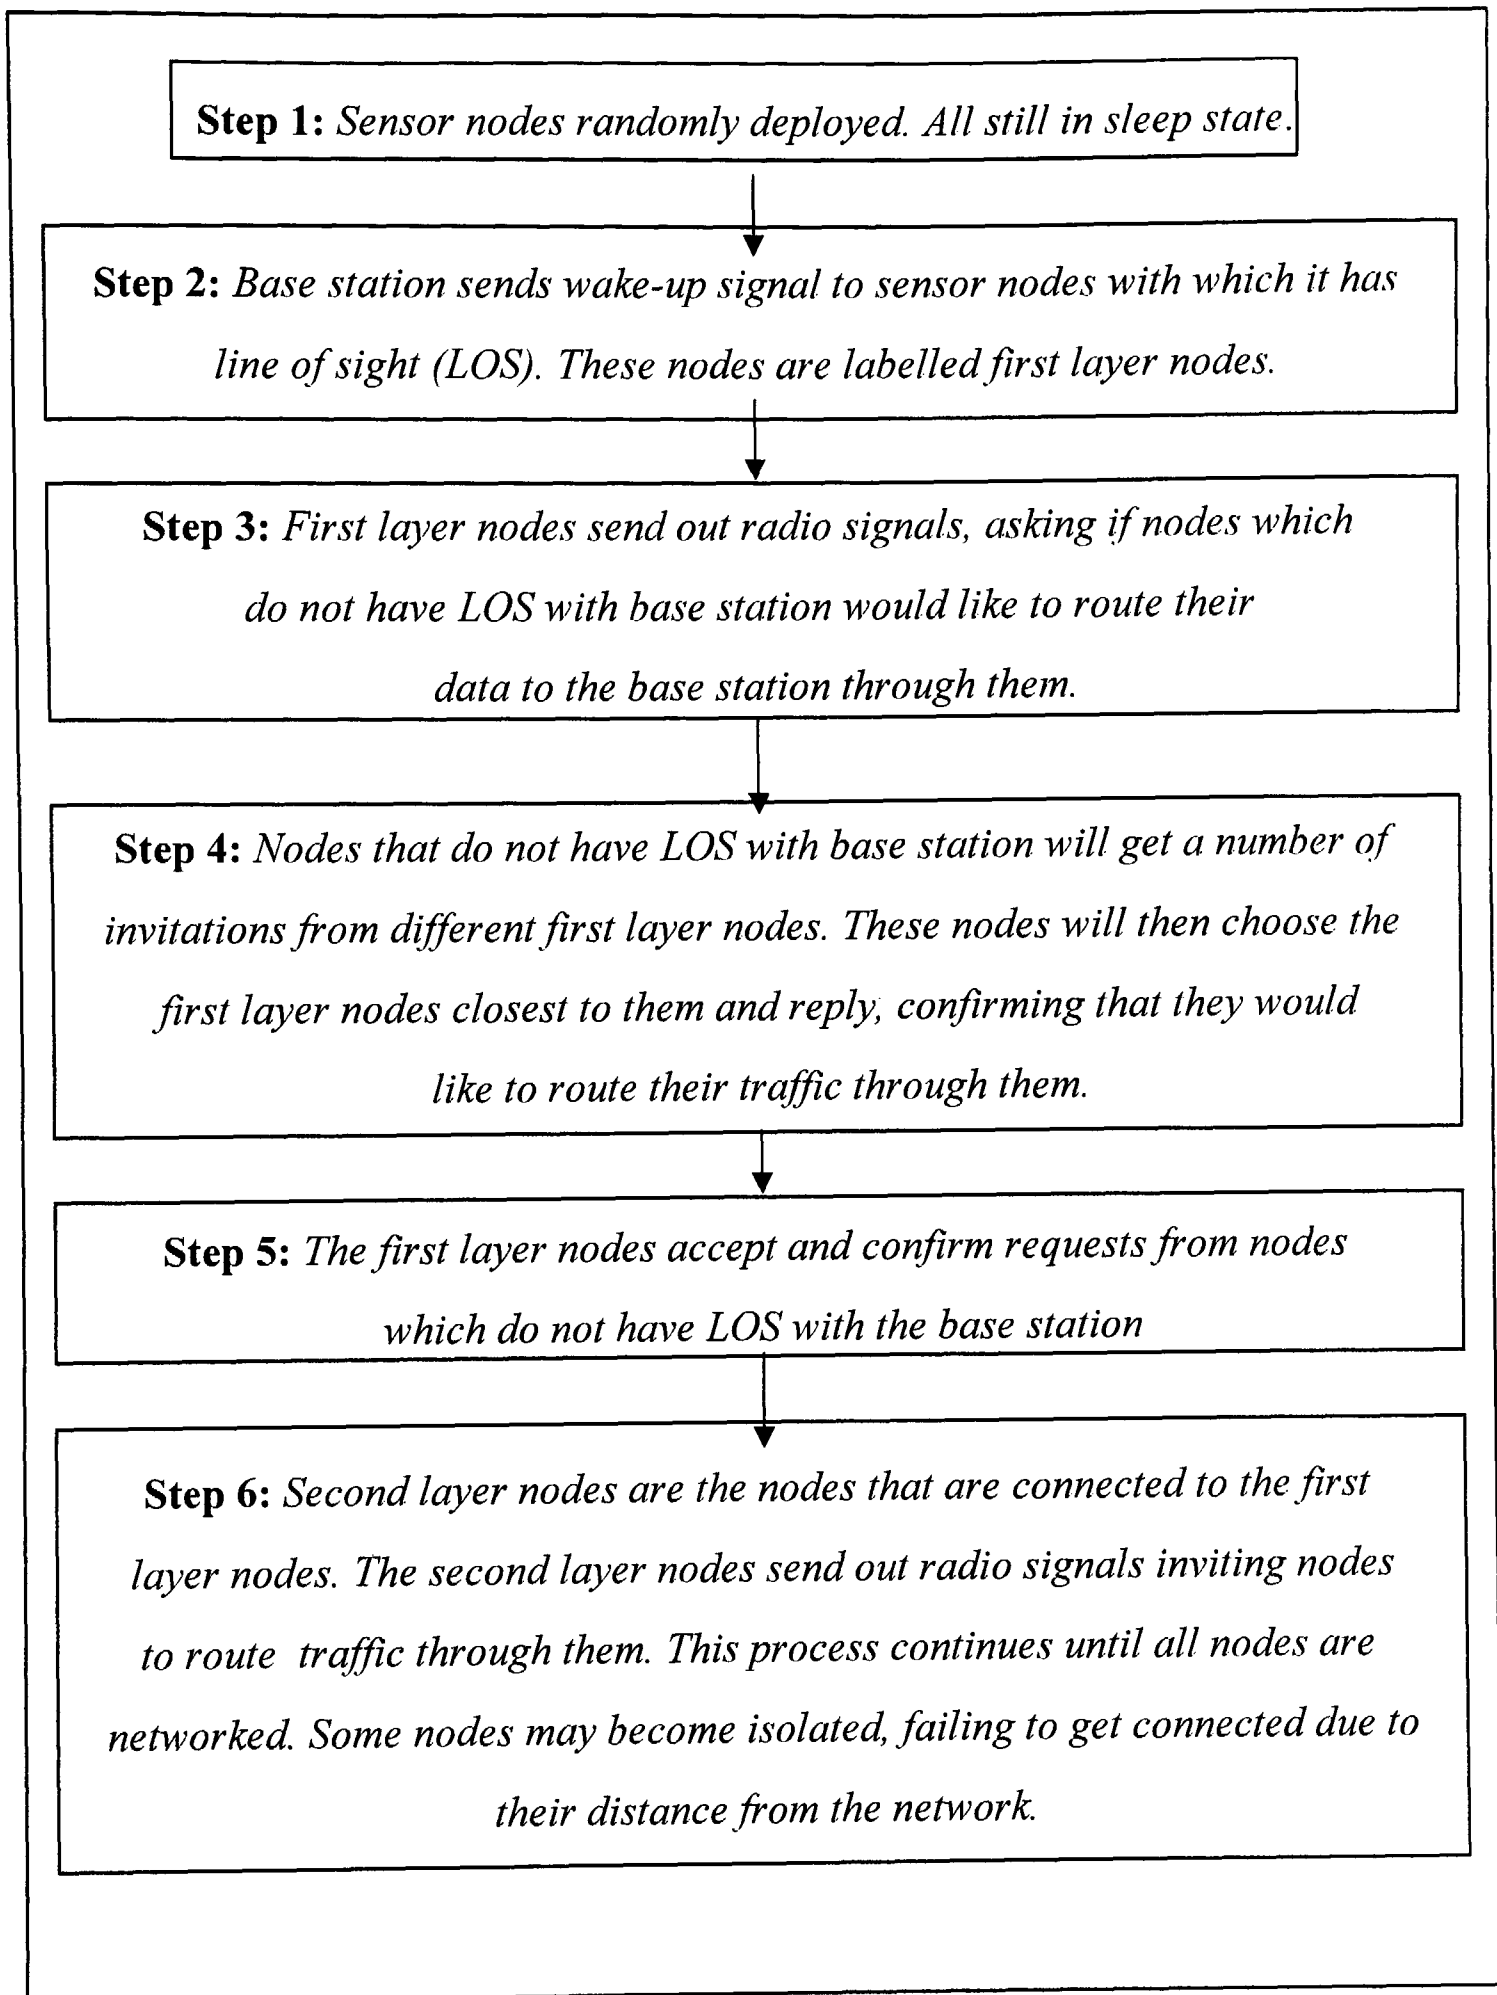 Step 1: Sensor nodes randomly deployed. All still in sleep state.
Step 2: Base station sends wake-up signal to sensor nodes with which it has
line of sight (LOS). These nodes are labelled first layer nodes.
Step 3: First layer nodes send out radio signals, asking if nodes which
do not have LOS with base station would like to route their
data to the base station through them.
Step 4: Nodes that do not have LOS with base station will get a number of
invitations from different first layer nodes. These nodes will then choose the
first layer nodes closest to them and reply, confirming that they would
like to route their traffic through them.
Step 5: The first layer nodes accept and confirm requests from nodes
which do not have LOS with the base station
Step 6: Second layer nodes are the nodes that are connected to the first
layer nodes. The second layer nodes send out radio signals inviting nodes
to route traffic through them. This process continues until all nodes are
networked. Some nodes may become isolated, failing to get connected due to
their distance from the network.